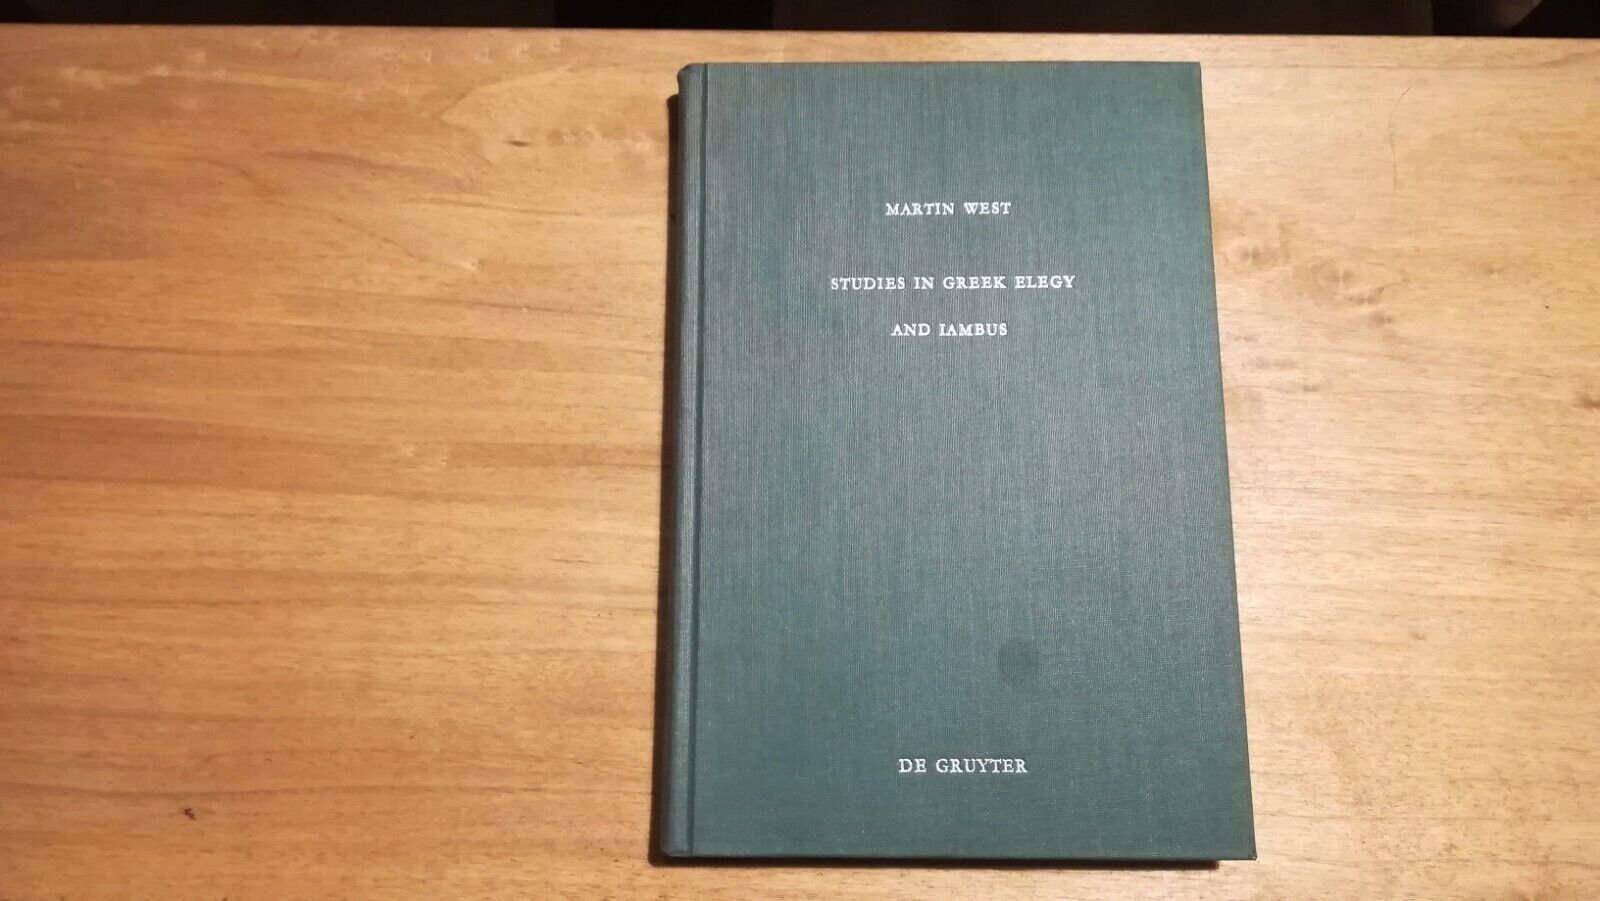 MARTIN WEST
STUDIES IN GREEK ELEGY
AND IAMBUS
DE GRUYTER